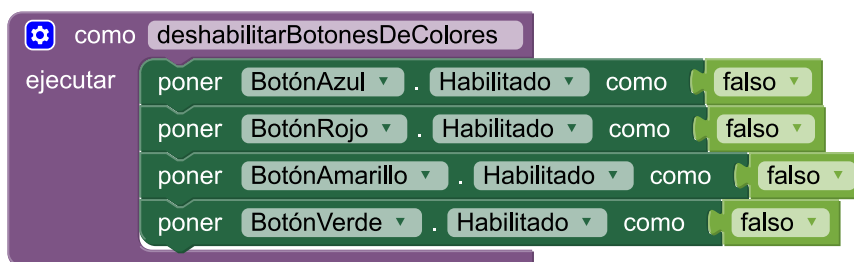 como deshabilitarBotonesDeColores
ejecutar poner BotónAzul . Habilitado como falso
poner BotónRojo . Habilitado como falso
poner BotónAmarillo . Habilitado como falso
poner BotónVerde . Habilitado como falso